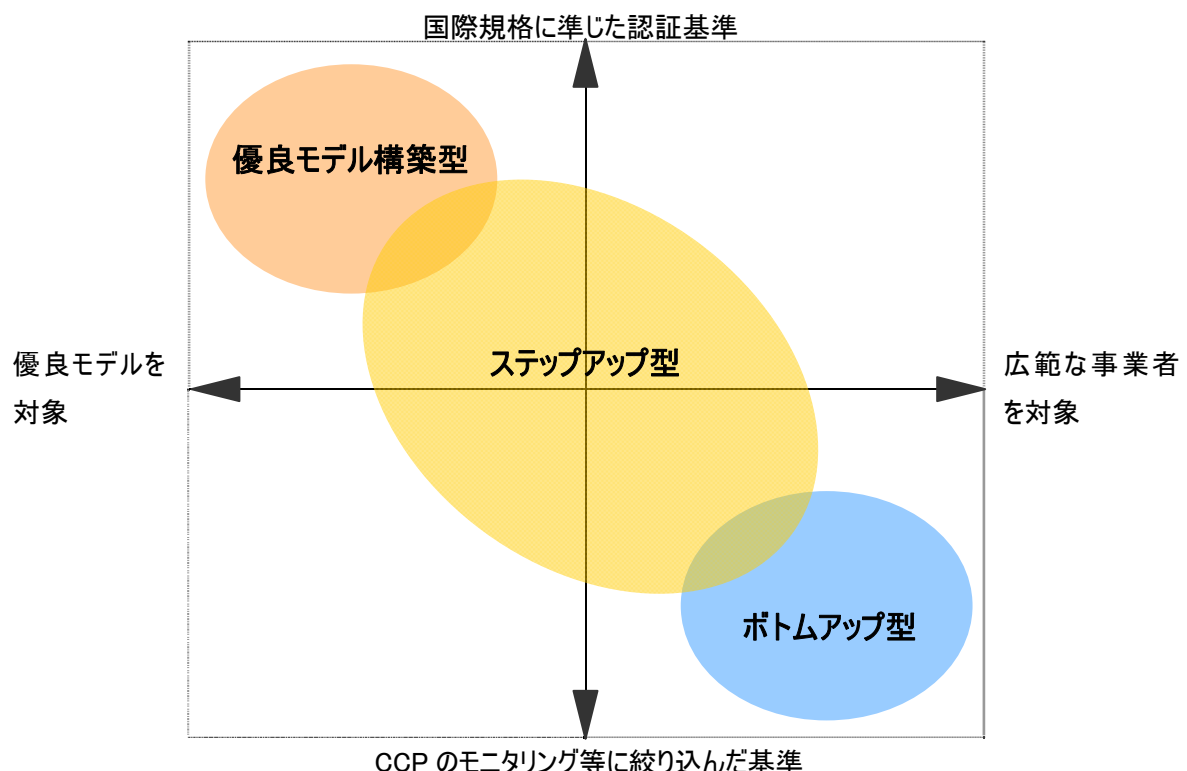 国際規格に準じた認証基準
優良モデル構築型
ステップアップ型
優良モデルを
対象
広範な事業者
を対象
ボトムアップ型
CCP のモニタリング等に絞り込んだ基準